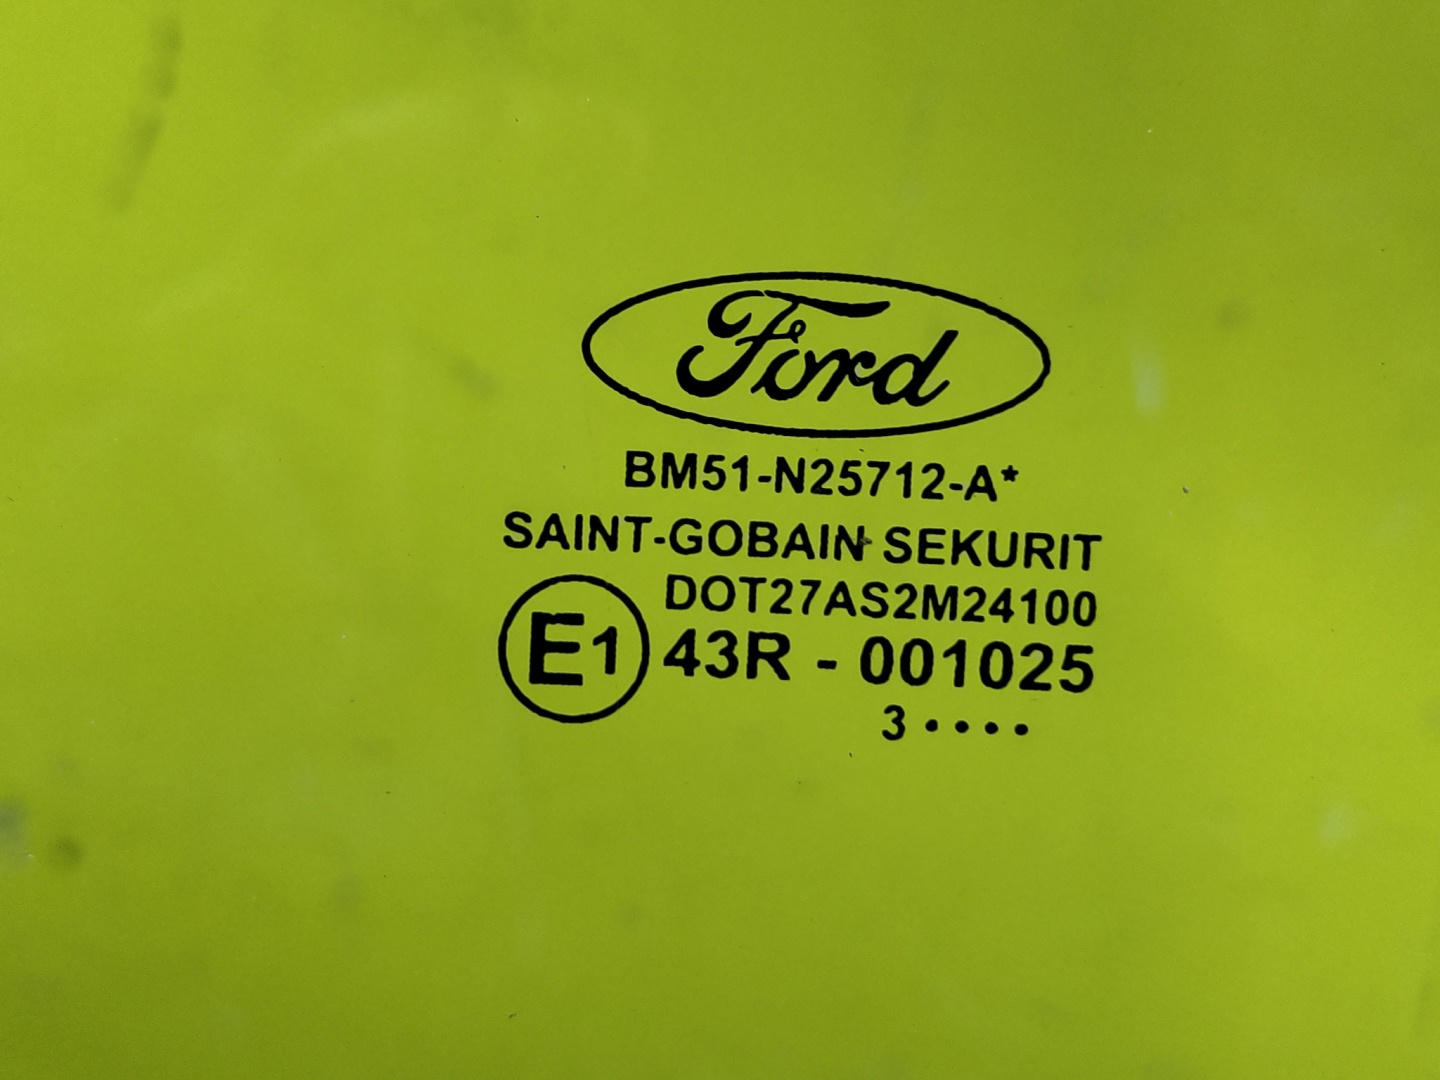 Ford
BM51-N25712-A*
SAINT-GOBAIN SEKURIT
DOT27AS2M24100
E1 43R - 001025
3 • • • •